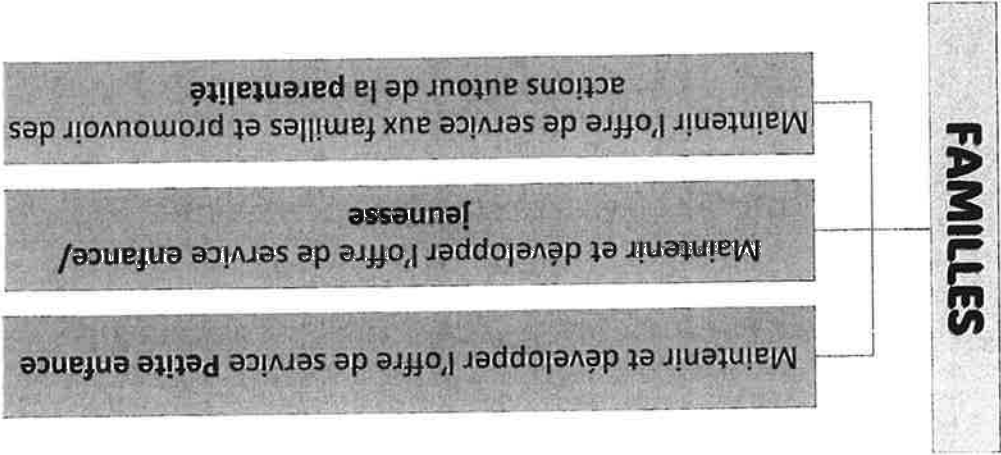 FAMILLES
Maintenir et développer l'offre de service Petite enfance
Maintenir et développer l'offre de service enfance/
jeunesse
Maintenir l'offre de service aux familles et promouvoir des
actions autour de la parentalité